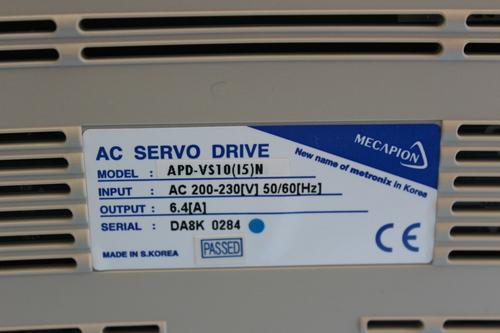 AC SERVO DRIVE
MECAPION
New name of metronix in Korea
MODEL : APD-VS10(I5)N
INPUT : AC 200-230[V] 50/60[Hz]
OUTPUT : 6.4[A]
SERIAL : DA8K 0284
PASSED
MADE IN S.KOREA
CE